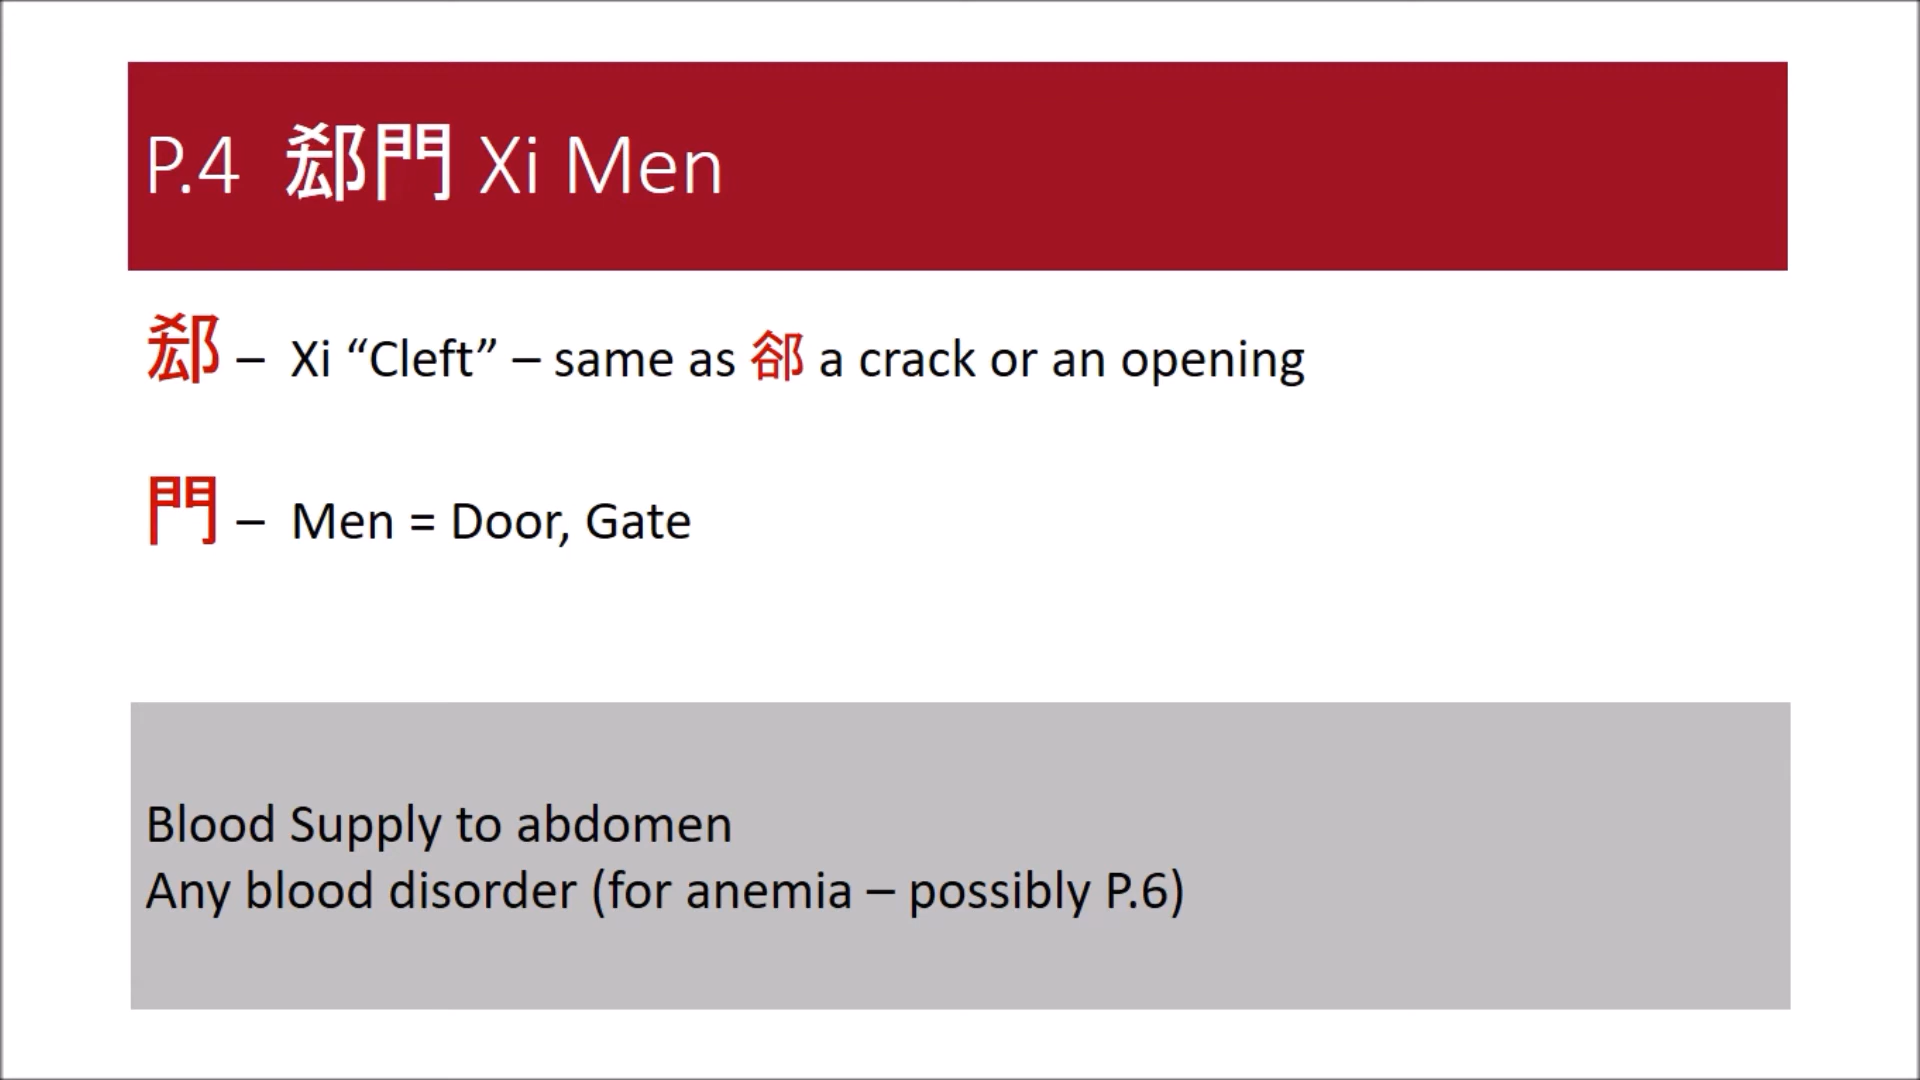 P.4 郄門 Xi Men
郄 – Xi “Cleft” – same as 郤 a crack or an opening
門 – Men = Door, Gate
Blood Supply to abdomen
Any blood disorder (for anemia – possibly P.6)